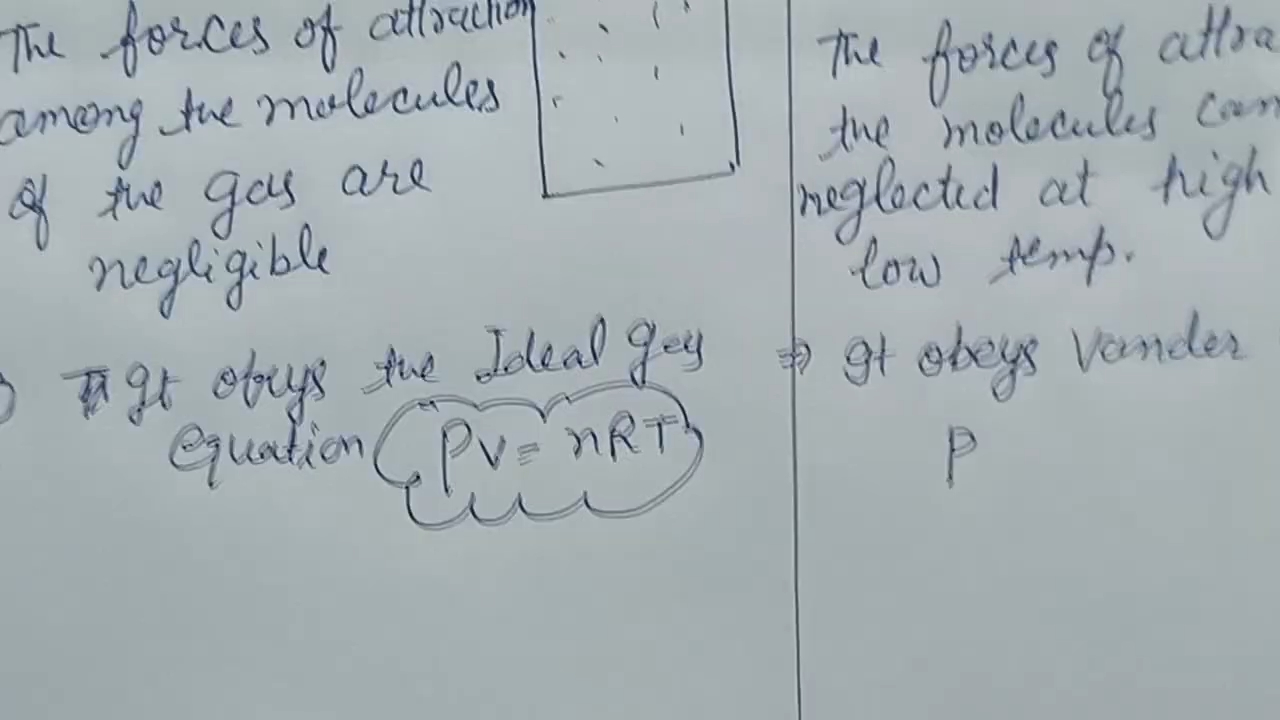 The forces of attraction
among the molecules
of the gas are
negligible
It obeys the Ideal gas
equation PV = nRT
The forces of attra
the molecules can
neglected at high
low temp.
⇒ It obeys Vander
P